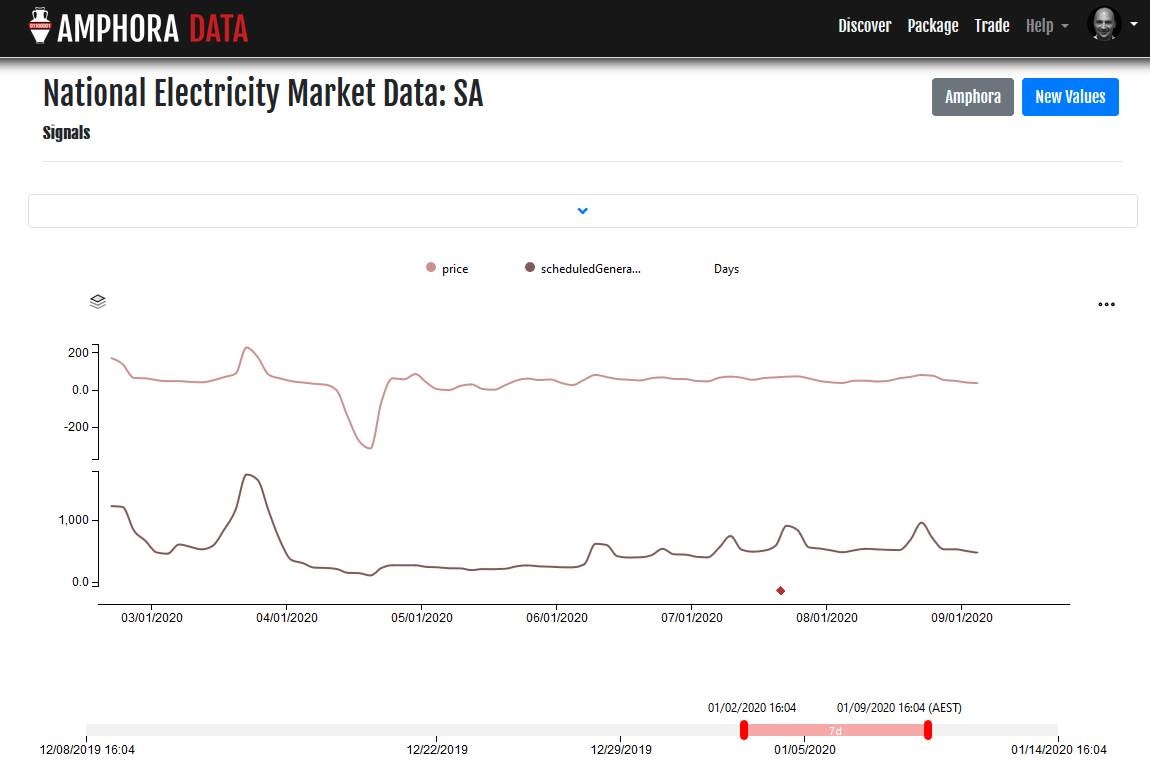 01100001
AMPHORA DATA
Discover Package Trade Help
National Electricity Market Data: SA
Amphora New Values
Signals
price scheduledGenera... Days
200
0.0
-200
1,000
0.0
03/01/2020 04/01/2020 05/01/2020 06/01/2020 07/01/2020 08/01/2020 09/01/2020
01/02/2020 16:04 01/09/2020 16:04 (AEST)
7d
12/08/2019 16:04 12/22/2019 12/29/2019 01/05/2020 01/14/2020 16:04